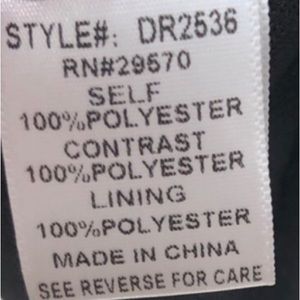 STYLE#: DR2536
RN#29570
SELF
100%POLYESTER
CONTRAST
100%POLYESTER
LINING
100%POLYESTER
MADE IN CHINA
SEE REVERSE FOR CARE